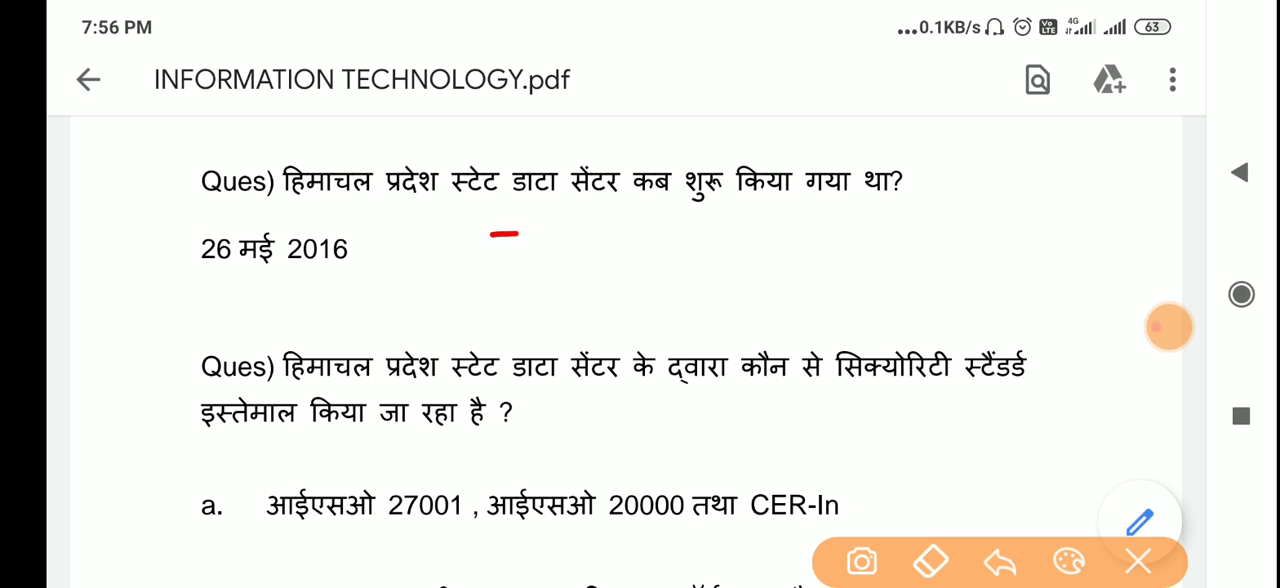 7:56 PM
...0.1KB/s 4G 63
INFORMATION TECHNOLOGY.pdf
Ques) हिमाचल प्रदेश स्टेट डाटा सेंटर कब शुरू किया गया था?
26 मई 2016
Ques) हिमाचल प्रदेश स्टेट डाटा सेंटर के द्वारा कौन से सिक्योरिटी स्टैंडर्ड
इस्तेमाल किया जा रहा है ?
a. आईएसओ 27001 , आईएसओ 20000 तथा CER-In